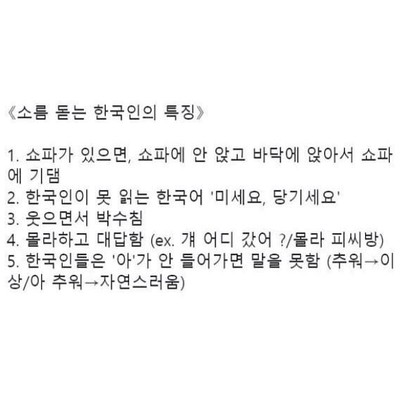 《소름 돋는 한국인의 특징》
1. 쇼파가 있으면, 쇼파에 안 앉고 바닥에 앉아서 쇼파
에 기댐
2. 한국인이 못 읽는 한국어 '미세요, 당기세요'
3. 웃으면서 박수침
4. 몰라하고 대답함 (ex. 걔 어디 갔어 ?/몰라 피씨방)
5. 한국인들은 '아'가 안 들어가면 말을 못함 (추워→이
상/아 추워→자연스러움)